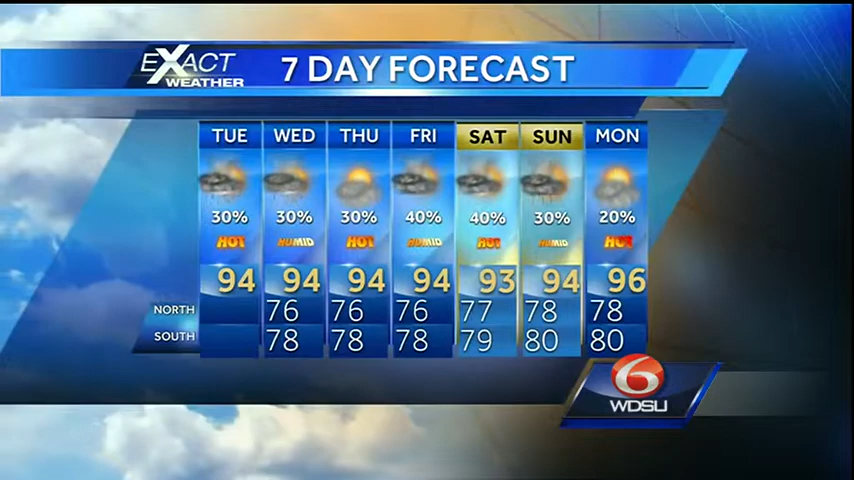 EXACT
WEATHER
7 DAY FORECAST
TUE WED THU FRI SAT SUN MON
30% 30% 30% 40% 40% 30% 20%
HOT HUMID HOT HUMID HOT HUMID HOT
94 94 94 94 93 94 96
NORTH 76 76 76 77 78 78
SOUTH 78 78 78 79 80 80
6
WDSU